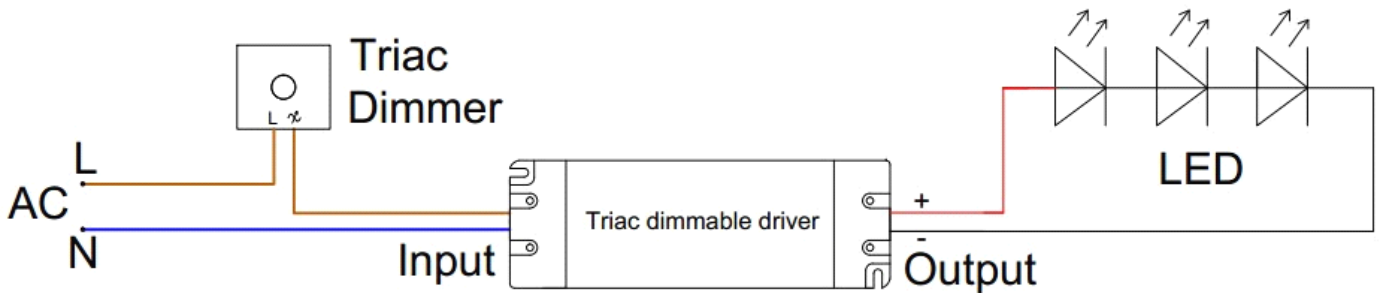 Triac
Dimmer
L
L
AC
N
Input
Triac dimmable driver
+
-
Output
LED